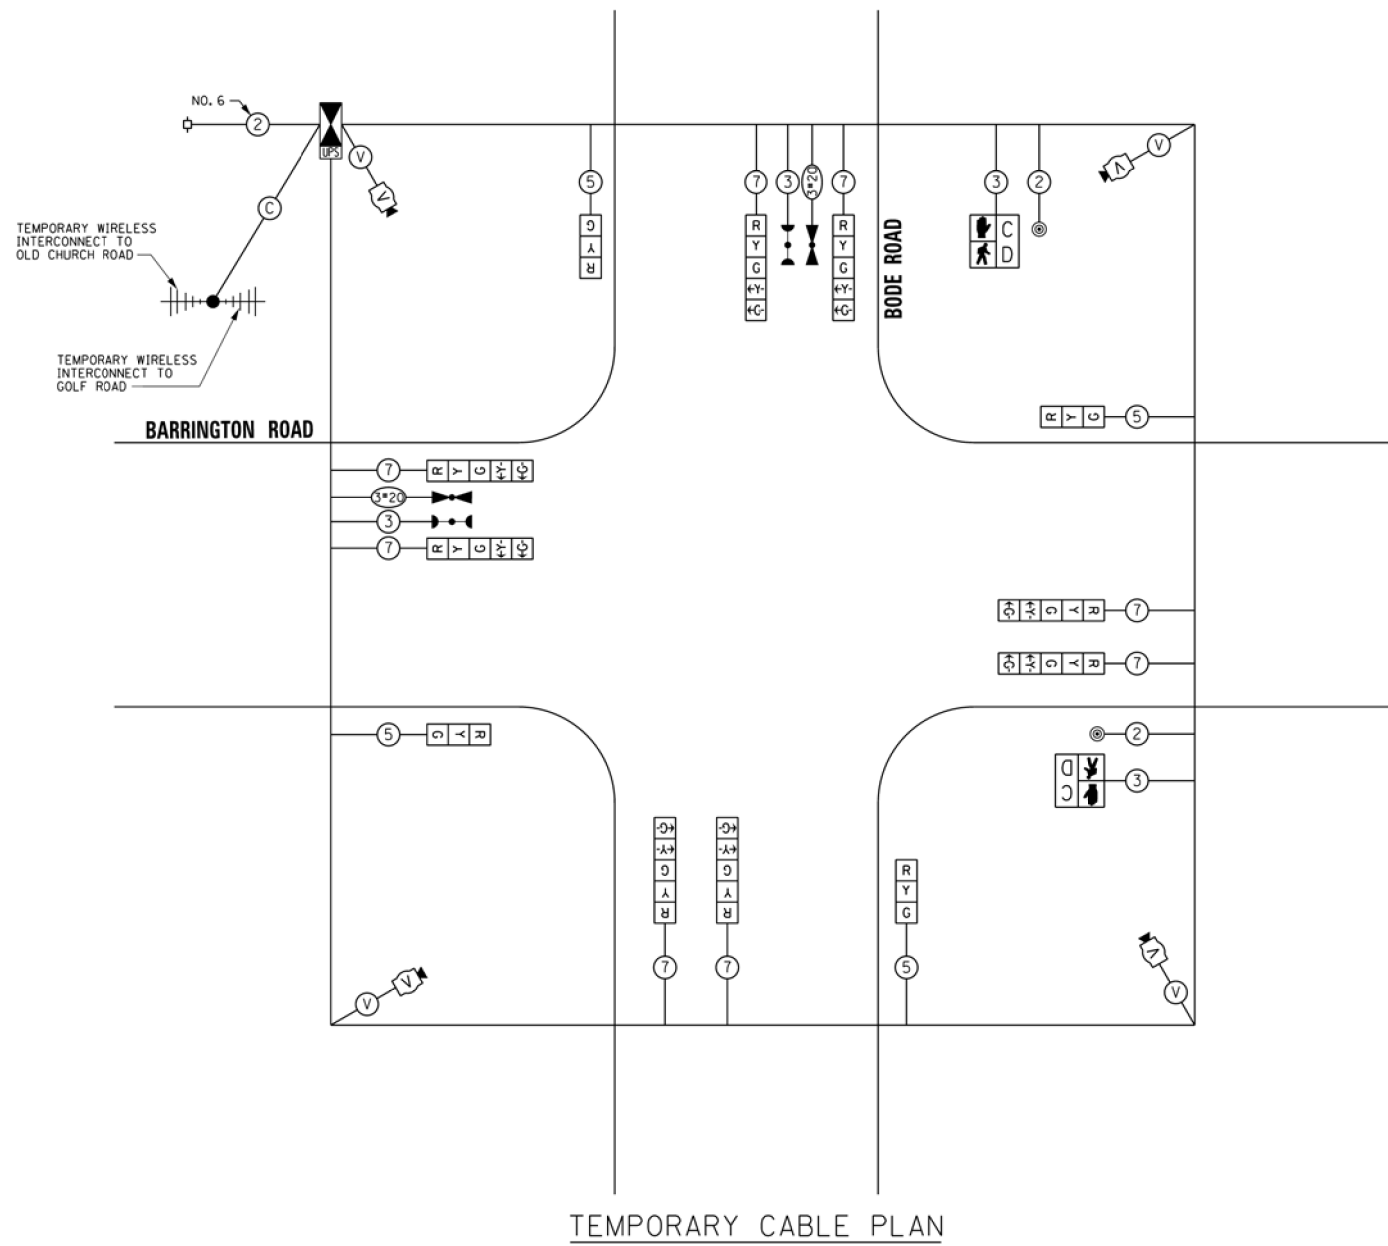 NO. 6
2
UPS
V
V
C
TEMPORARY WIRELESS
INTERCONNECT TO
OLD CHURCH ROAD
TEMPORARY WIRELESS
INTERCONNECT TO
GOLF ROAD
BARRINGTON ROAD
5
G
Y
R
7
R
Y
G
←Y-
←G-
3
3#20
7
R
Y
G
←Y-
←G-
BODE ROAD
3
C
D
2
V
V
R Y G 5
7 R Y G ←Y- ←G-
3#20
3
7 R Y G ←Y- ←G-
←G- ←Y- G Y R 7
←G- ←Y- G Y R 7
5 G Y R
2
D
C
3
←G-
←Y-
G
Y
R
7
←G-
←Y-
G
Y
R
7
R
Y
G
5
V
V
V
V
TEMPORARY CABLE PLAN